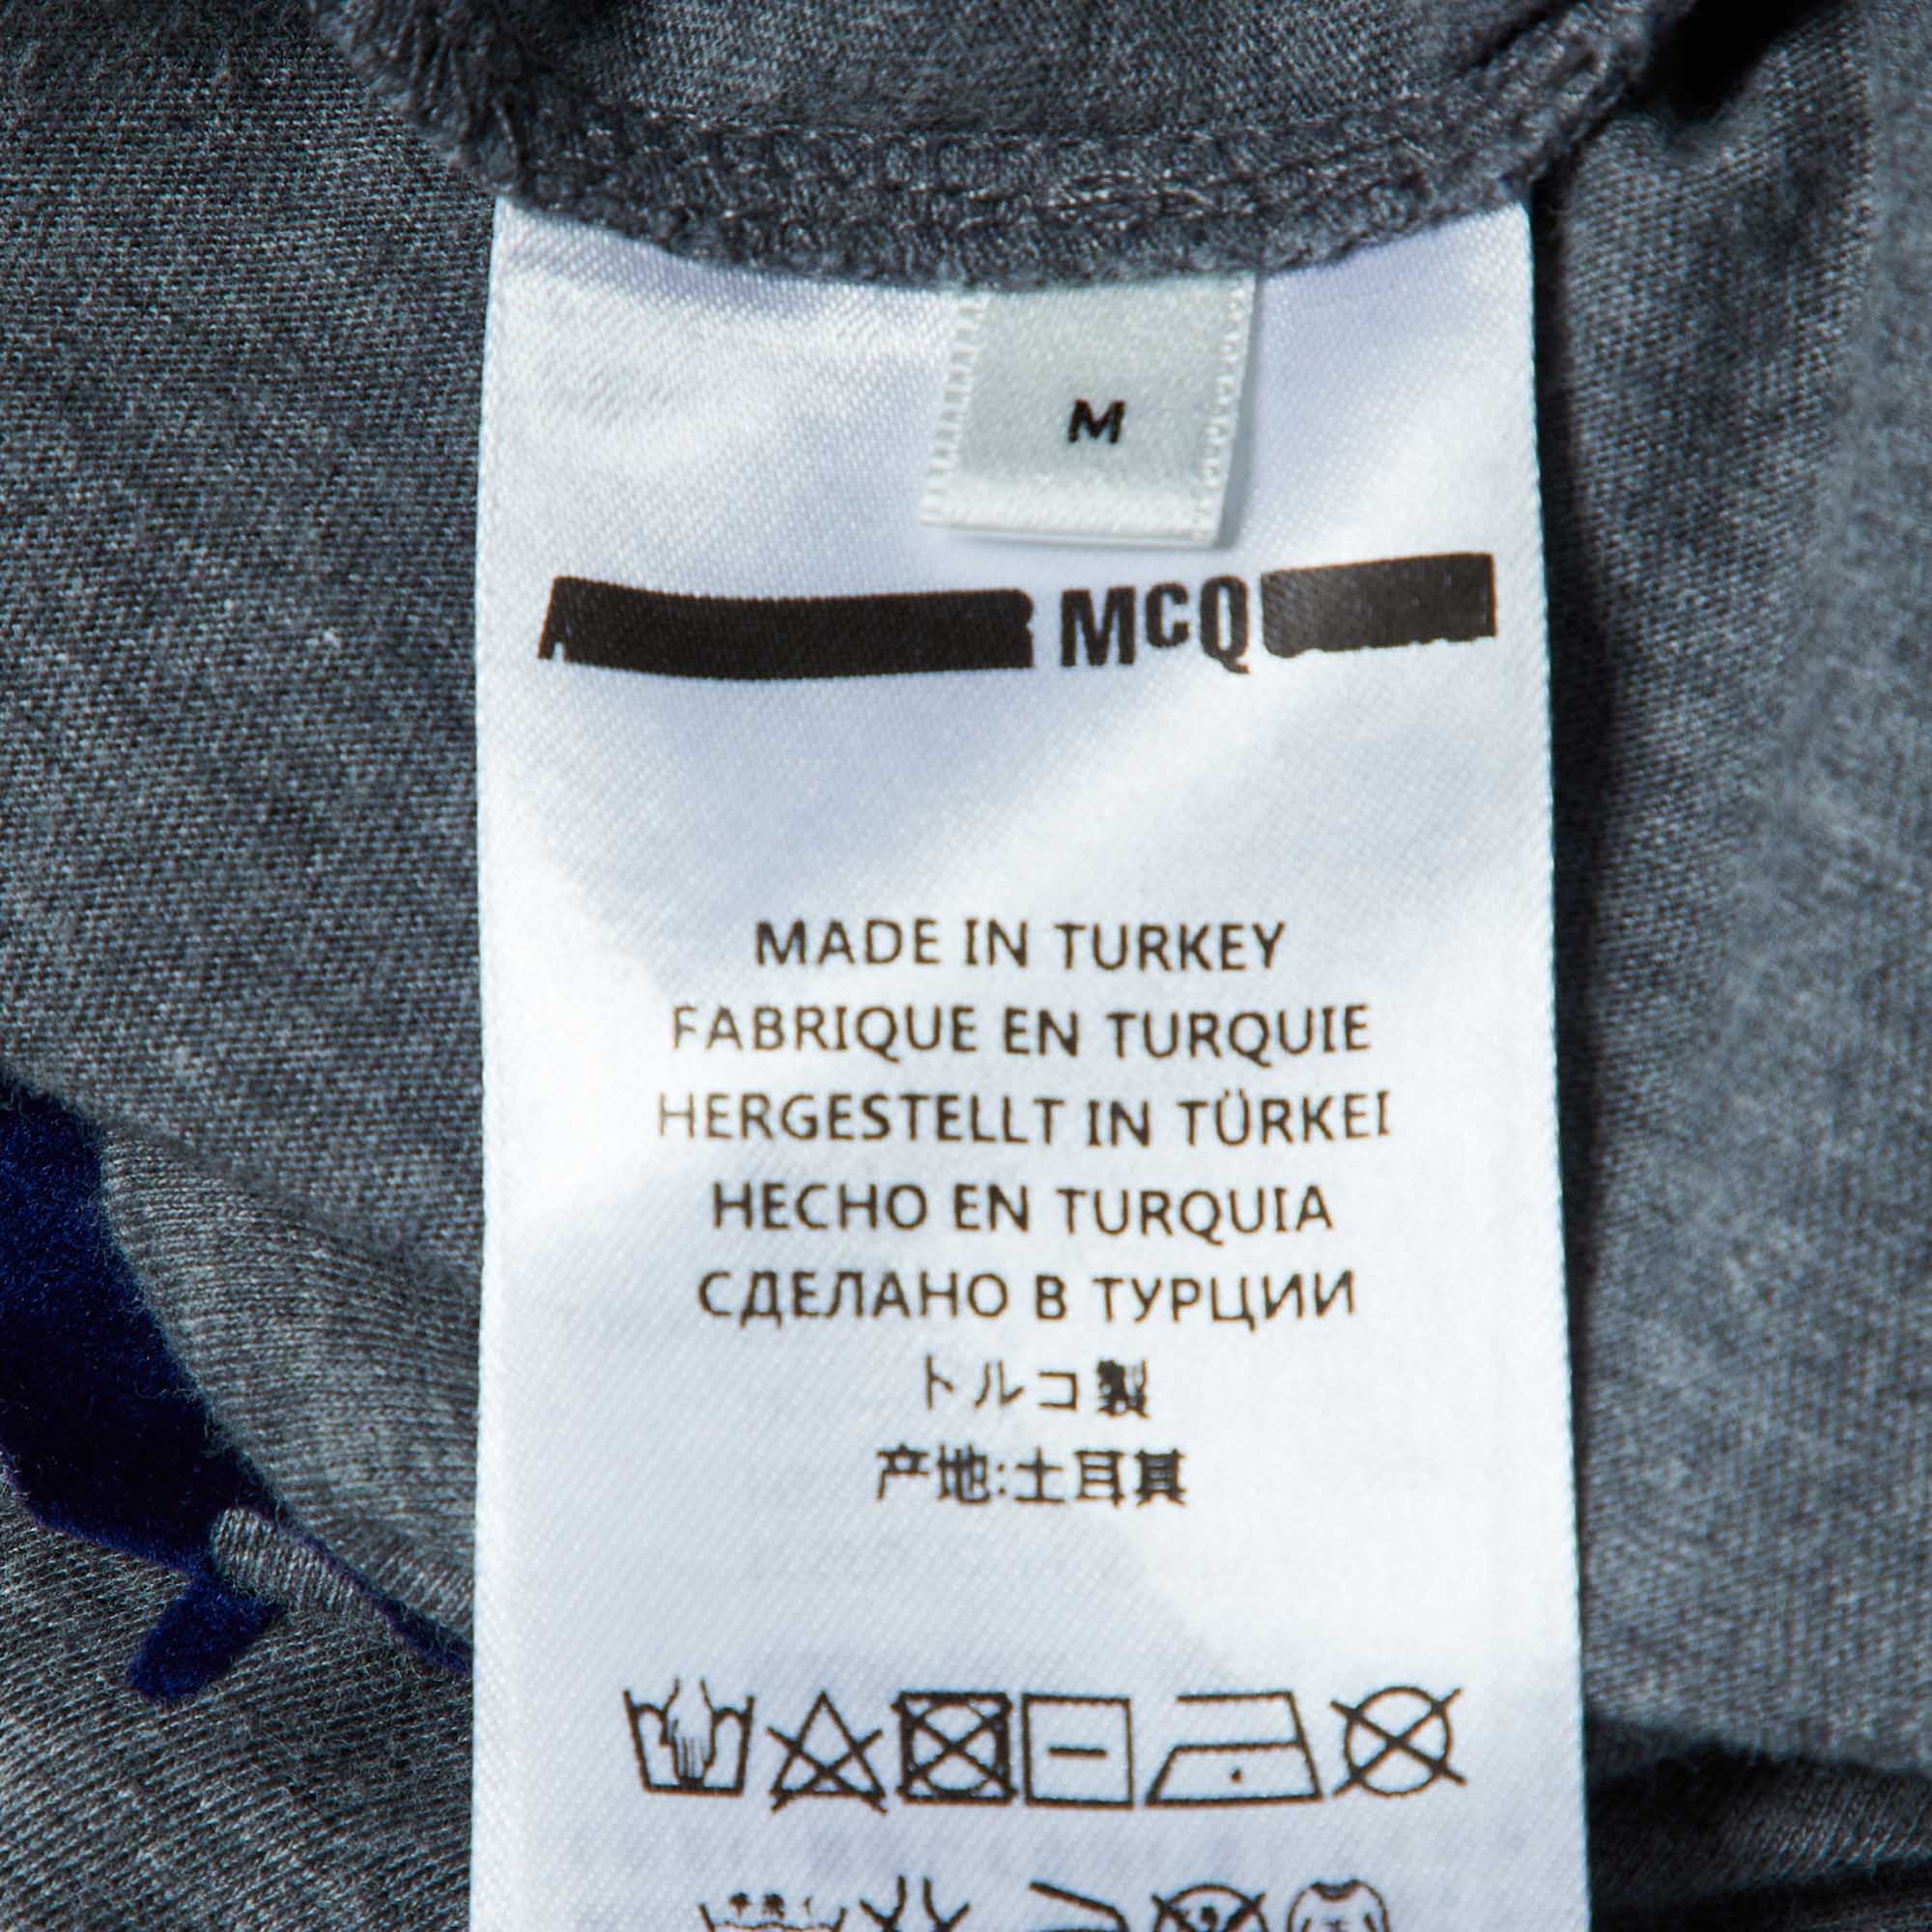 M
MCQ
MADE IN TURKEY
FABRIQUE EN TURQUIE
HERGESTELLT IN TÜRKEI
HECHO EN TURQUIA
СДЕЛАНО В ТУРЦИИ
トルコ製
产地:土耳其